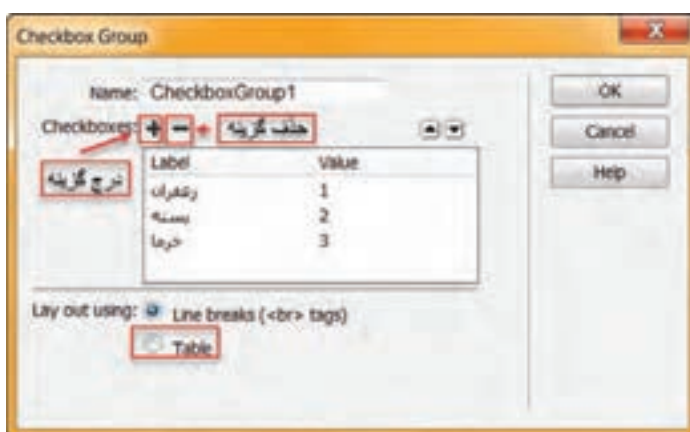 Checkbox Group
Name: CheckboxGroup1
OK
Checkboxes: + - حذف گزینه
Cancel
درج گزینه
Label Value
Help
زعفران 1
پسته 2
خرما 3
Lay out using: Line breaks (<br> tags)
Table